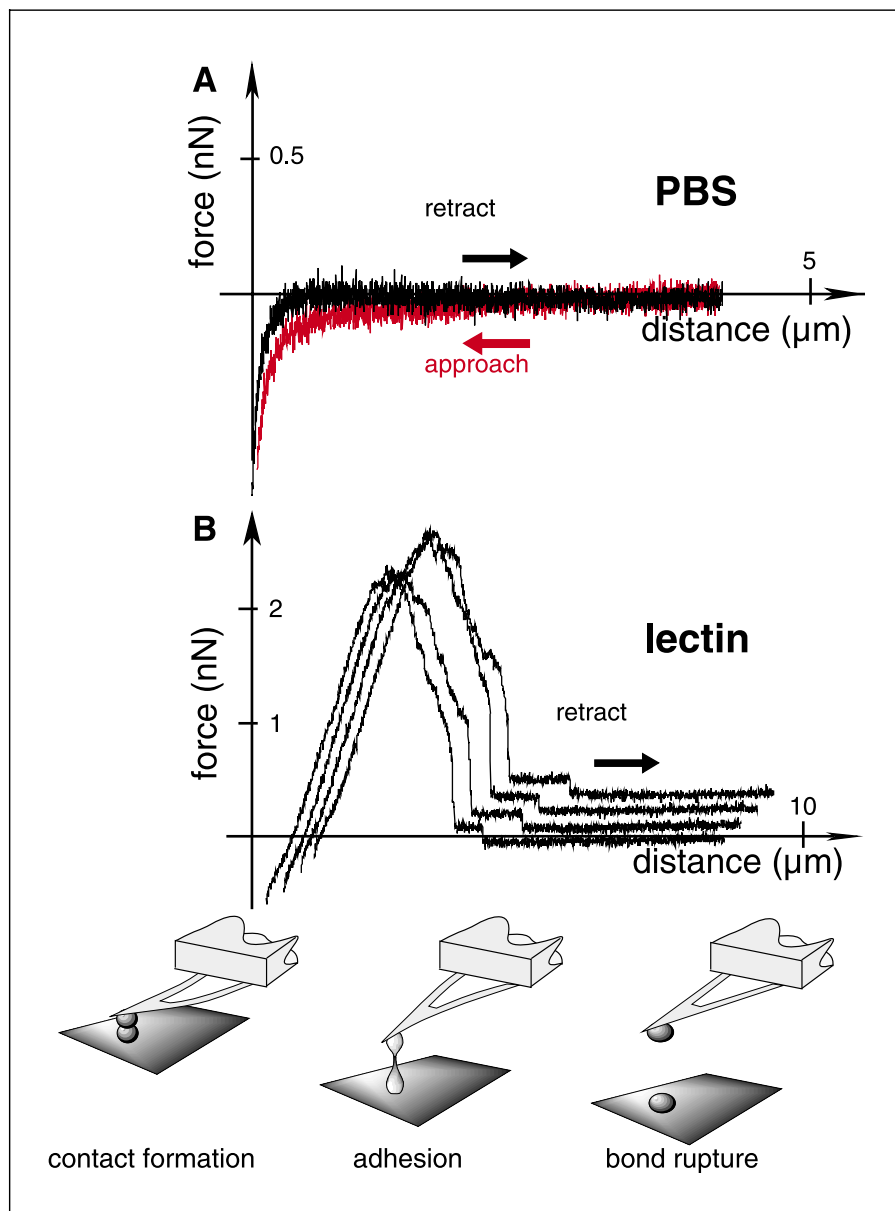 A
force (nN)
0.5
PBS
retract
5
distance (µm)
approach
B
force (nN)
2
1
lectin
retract
10
distance (µm)
contact formation
adhesion
bond rupture